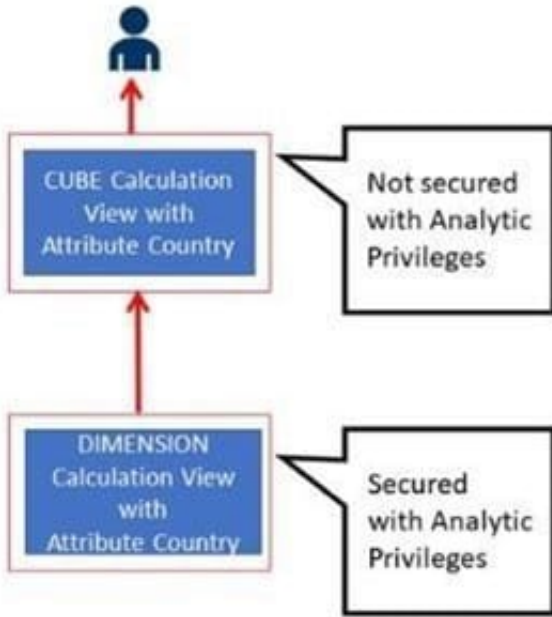 CUBE Calculation
View with
Attribute Country
Not secured
with Analytic
Privileges
DIMENSION
Calculation View
with
Attribute Country
Secured
with Analytic
Privileges